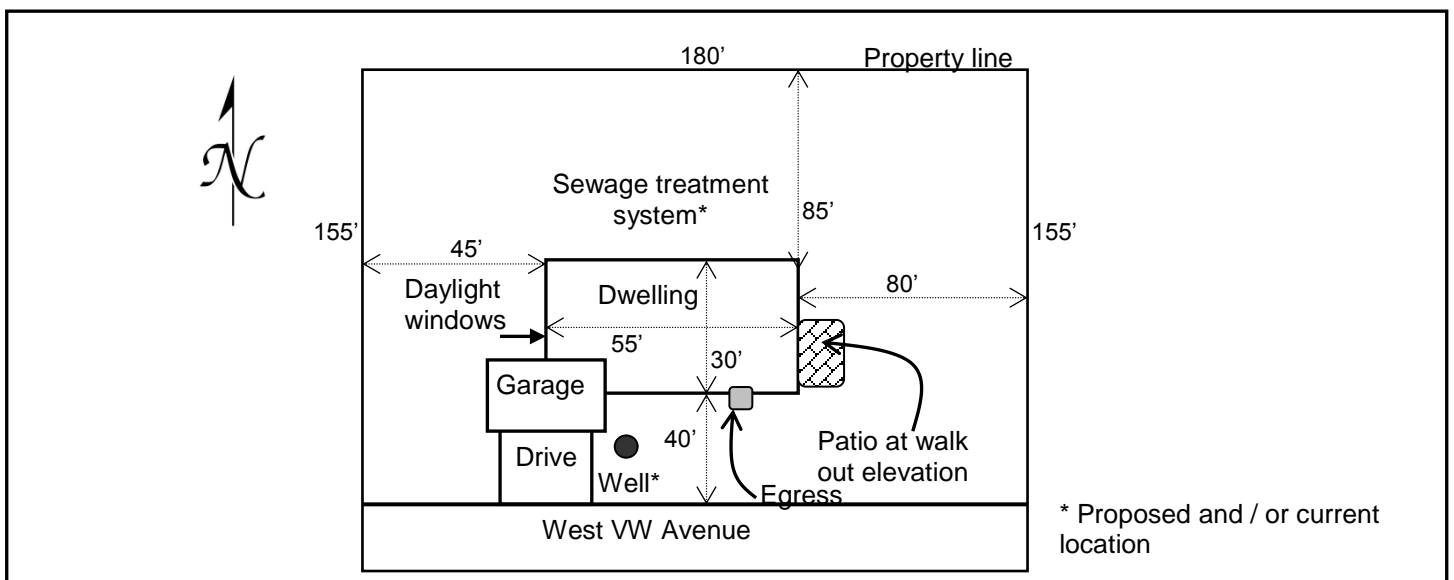 180’
Property line
N
Sewage treatment
system*
85’
155’
155’
45’
80’
Daylight
windows
Dwelling
55’
30’
Garage
40’
Patio at walk
out elevation
Drive
Well*
Egress
West VW Avenue
* Proposed and / or current
location